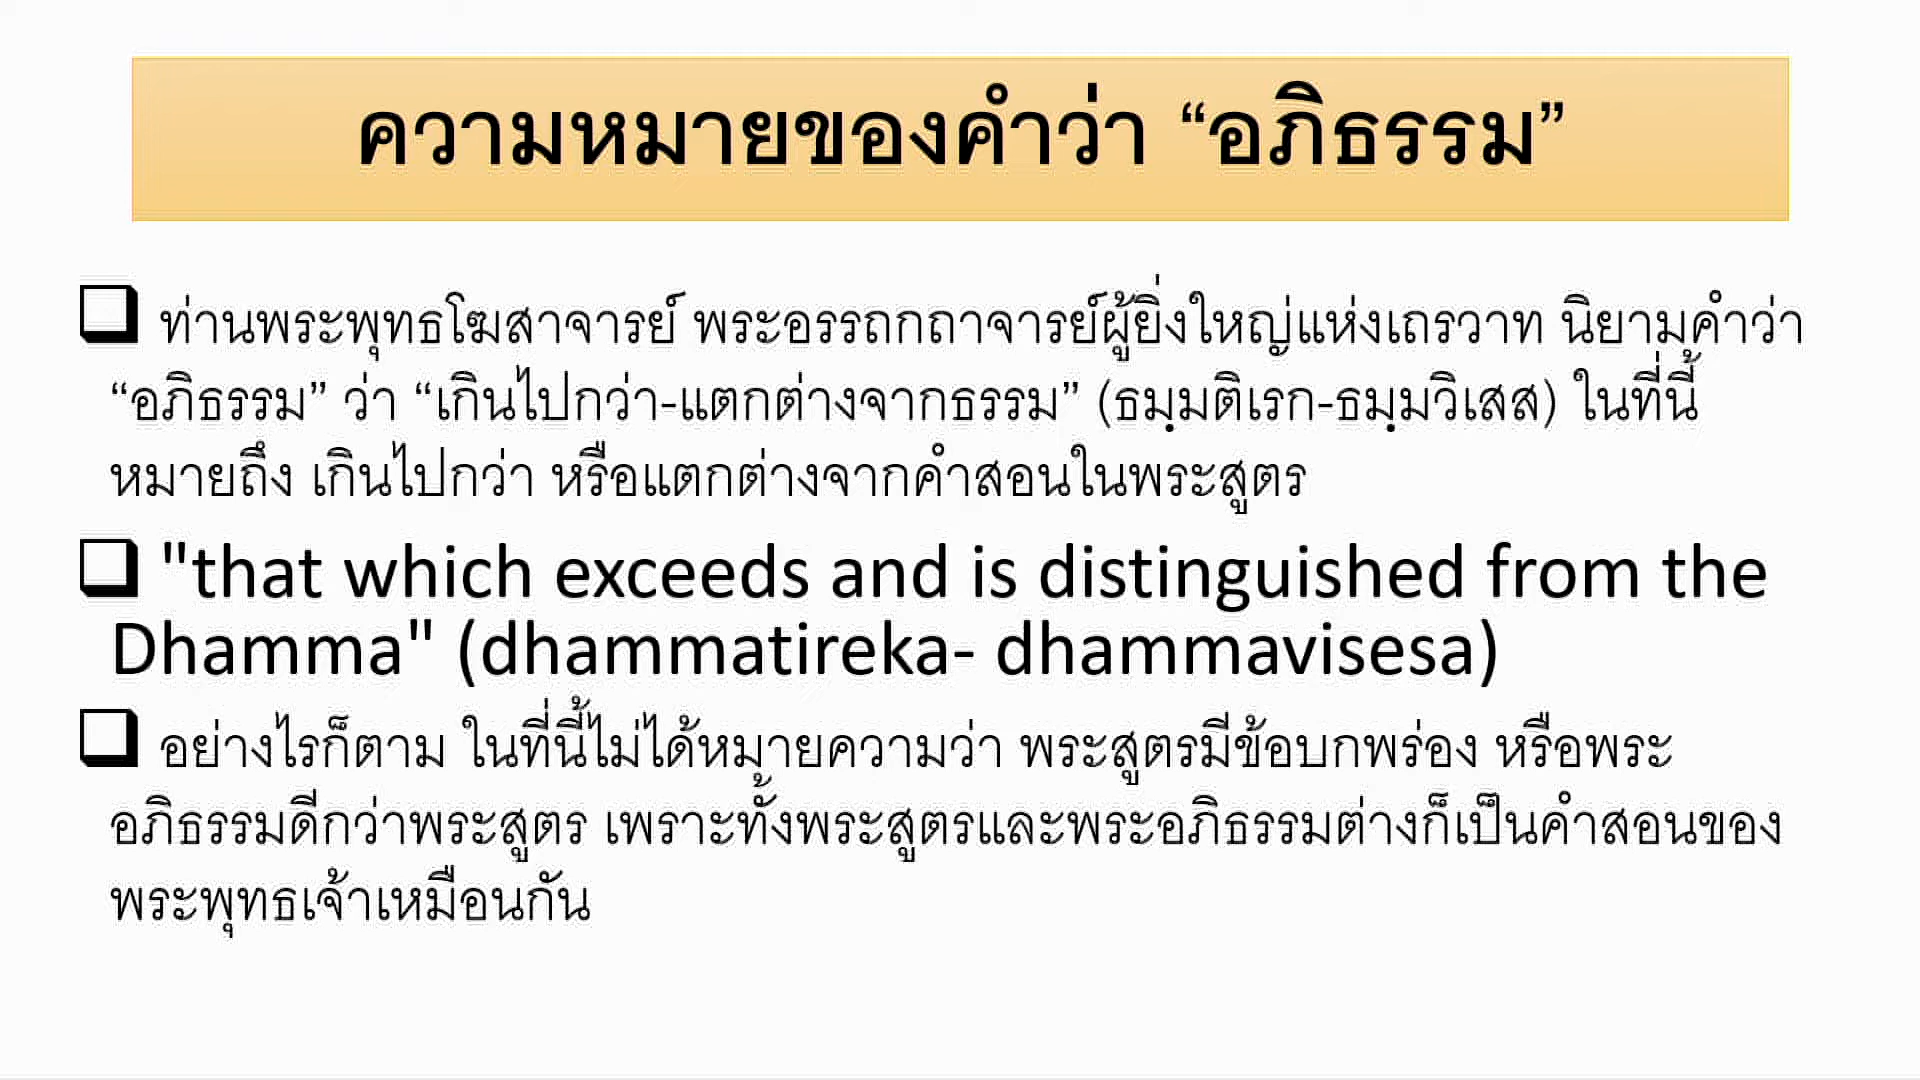 ความหมายของคำว่า “อภิธรรม”
ท่านพระพุทธโฆสาจารย์ พระอรรถกถาจารย์ผู้ยิ่งใหญ่แห่งเถรวาท นิยามคำว่า
“อภิธรรม” ว่า “เกินไปกว่า-แตกต่างจากธรรม” (ธมฺมติเรก-ธมฺมวิเสส) ในที่นี้
หมายถึง เกินไปกว่า หรือแตกต่างจากคำสอนในพระสูตร
"that which exceeds and is distinguished from the
Dhamma" (dhammatireka- dhammavisesa)
อย่างไรก็ตาม ในที่นี้ไม่ได้หมายความว่า พระสูตรมีข้อบกพร่อง หรือพระ
อภิธรรมดีกว่าพระสูตร เพราะทั้งพระสูตรและพระอภิธรรมต่างก็เป็นคำสอนของ
พระพุทธเจ้าเหมือนกัน